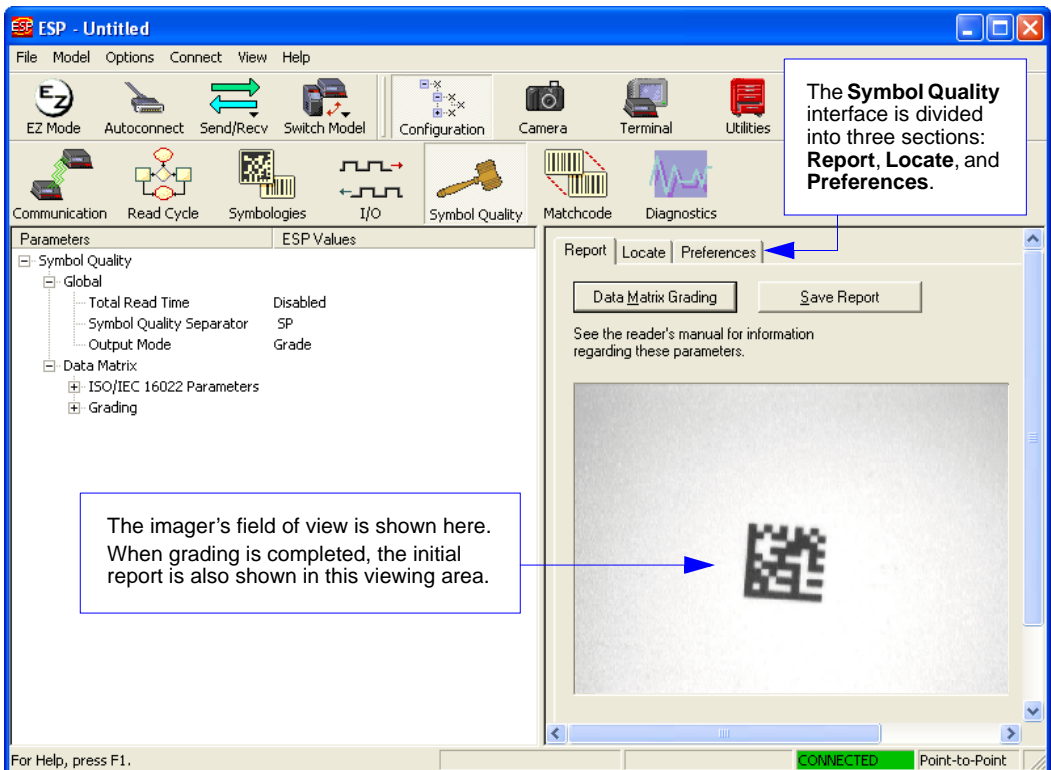 ESP - Untitled
File Model Options Connect View Help
EZ Mode Autoconnect Send/Recv Switch Model Configuration Camera Terminal Utilities
The Symbol Quality
interface is divided
into three sections:
Report, Locate, and
Preferences.
Communication Read Cycle Symbologies I/O Symbol Quality Matchcode Diagnostics
Parameters ESP Values
Symbol Quality
Global
Total Read Time Disabled
Symbol Quality Separator SP
Output Mode Grade
Data Matrix
ISO/IEC 16022 Parameters
Grading
Report Locate Preferences
Data Matrix Grading Save Report
See the reader's manual for information
regarding these parameters.
The imager's field of view is shown here.
When grading is completed, the initial
report is also shown in this viewing area.
For Help, press F1. CONNECTED Point-to-Point